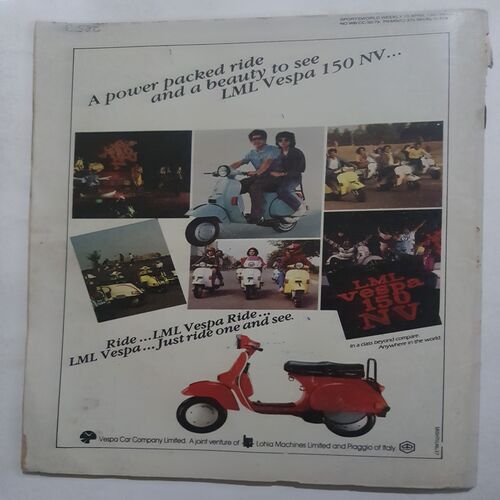 SPORTSWORLD WEEKLY
A power packed ride
and a beauty to see
LML Vespa 150 NV...
LML
Vespa
150
NV
Ride...LML Vespa Ride...
LML Vespa...Just ride one and see.
In a class beyond compare.
Anywhere in the world.
Vespa Car Company Limited. A joint venture of Lohia Machines Limited and Piaggio of Italy